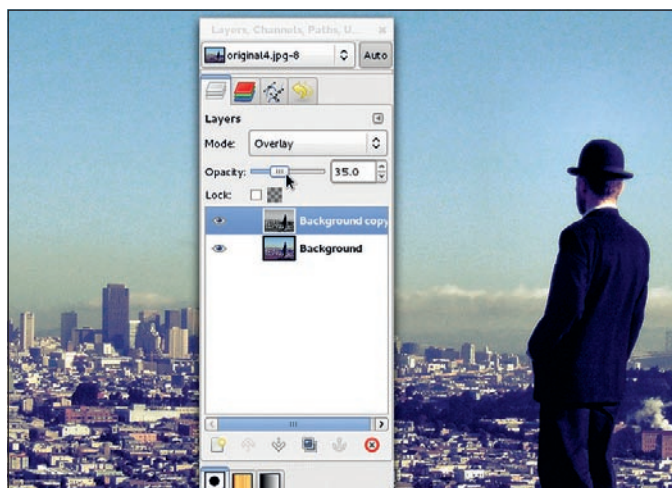 Layers, Channels, Paths, U...
original4.jpg-8
Auto
Layers
Mode: Overlay
Opacity: 35.0
Lock:
Background copy
Background